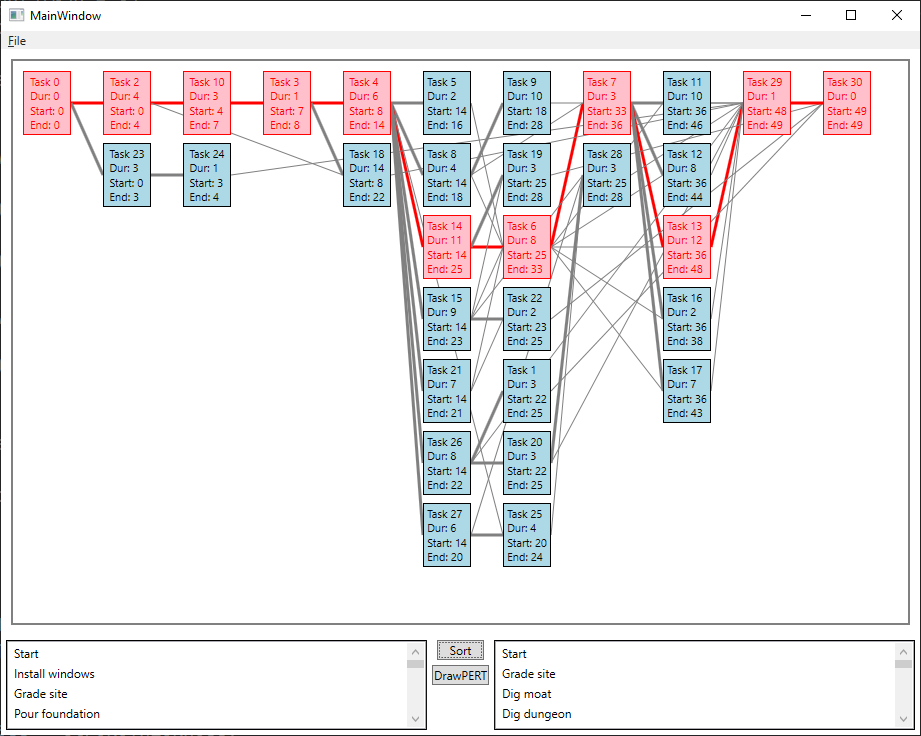 MainWindow
File
Task 0
Dur: 0
Start: 0
End: 0
Task 2
Dur: 4
Start: 0
End: 4
Task 10
Dur: 3
Start: 4
End: 7
Task 3
Dur: 1
Start: 7
End: 8
Task 4
Dur: 6
Start: 8
End: 14
Task 5
Dur: 2
Start: 14
End: 16
Task 9
Dur: 10
Start: 18
End: 28
Task 7
Dur: 3
Start: 33
End: 36
Task 11
Dur: 10
Start: 36
End: 46
Task 29
Dur: 1
Start: 48
End: 49
Task 30
Dur: 0
Start: 49
End: 49
Task 23
Dur: 3
Start: 0
End: 3
Task 24
Dur: 1
Start: 3
End: 4
Task 18
Dur: 14
Start: 8
End: 22
Task 8
Dur: 4
Start: 14
End: 18
Task 19
Dur: 3
Start: 25
End: 28
Task 28
Dur: 3
Start: 25
End: 28
Task 12
Dur: 8
Start: 36
End: 44
Task 14
Dur: 11
Start: 14
End: 25
Task 6
Dur: 8
Start: 25
End: 33
Task 13
Dur: 12
Start: 36
End: 48
Task 15
Dur: 9
Start: 14
End: 23
Task 22
Dur: 2
Start: 23
End: 25
Task 16
Dur: 2
Start: 36
End: 38
Task 21
Dur: 7
Start: 14
End: 21
Task 1
Dur: 3
Start: 22
End: 25
Task 17
Dur: 7
Start: 36
End: 43
Task 26
Dur: 8
Start: 14
End: 22
Task 20
Dur: 3
Start: 22
End: 25
Task 27
Dur: 6
Start: 14
End: 20
Task 25
Dur: 4
Start: 20
End: 24
Start
Install windows
Grade site
Pour foundation
Sort
DrawPERT
Start
Grade site
Dig moat
Dig dungeon